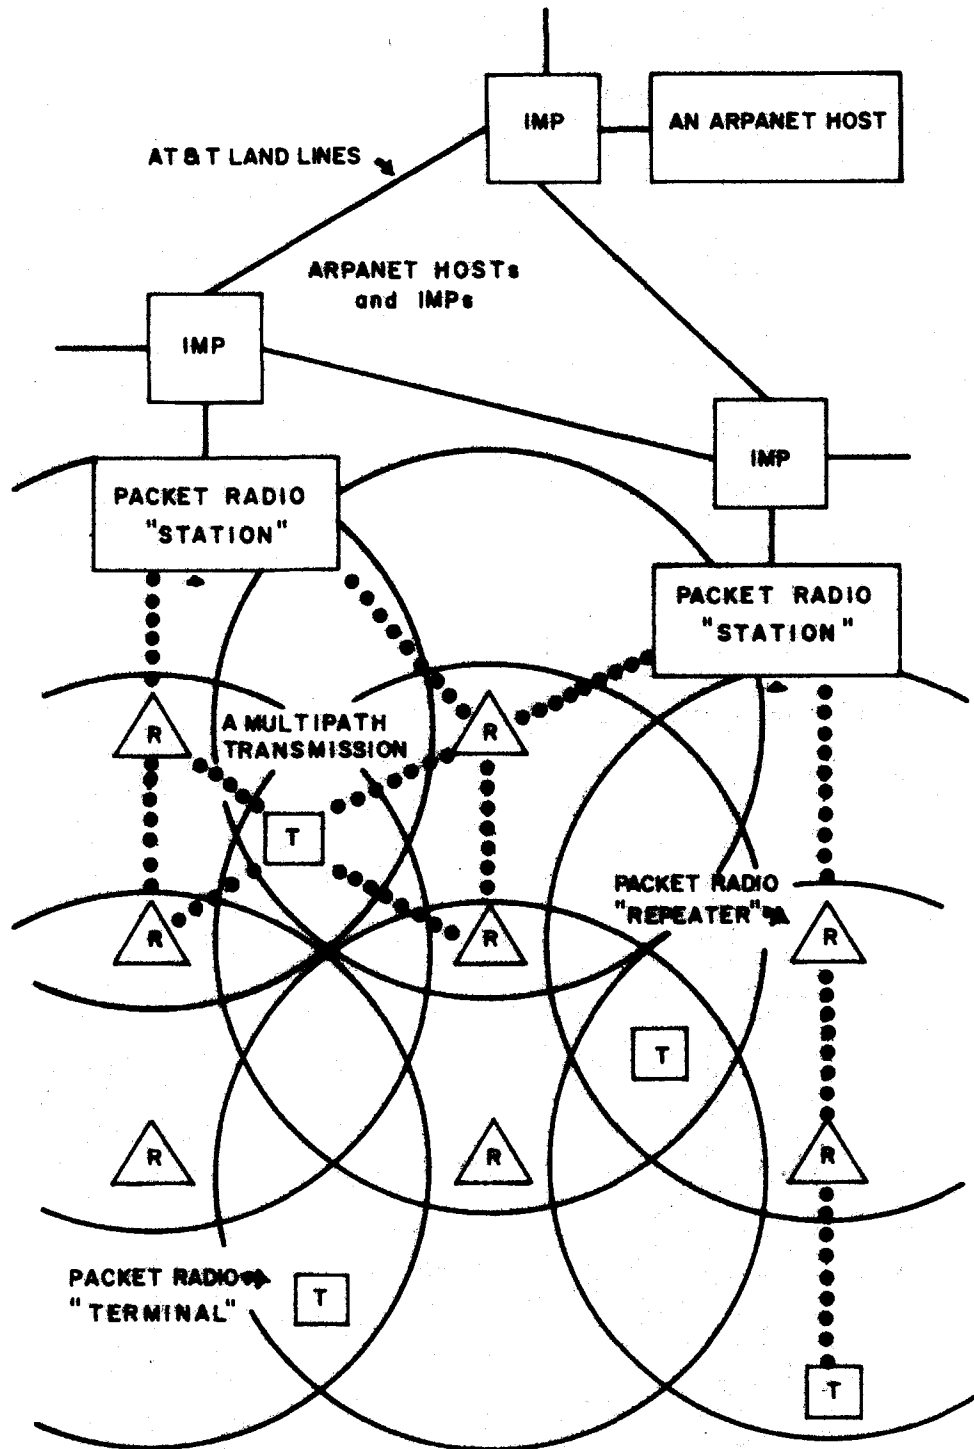 IMP
AN ARPANET HOST
AT&T LAND LINES
ARPANET HOSTs
and IMPs
IMP
IMP
PACKET RADIO
"STATION"
PACKET RADIO
"STATION"
R
A MULTIPATH
TRANSMISSION
R
T
PACKET RADIO
"REPEATER"
R
R
R
T
R
R
R
PACKET RADIO
"TERMINAL"
T
T